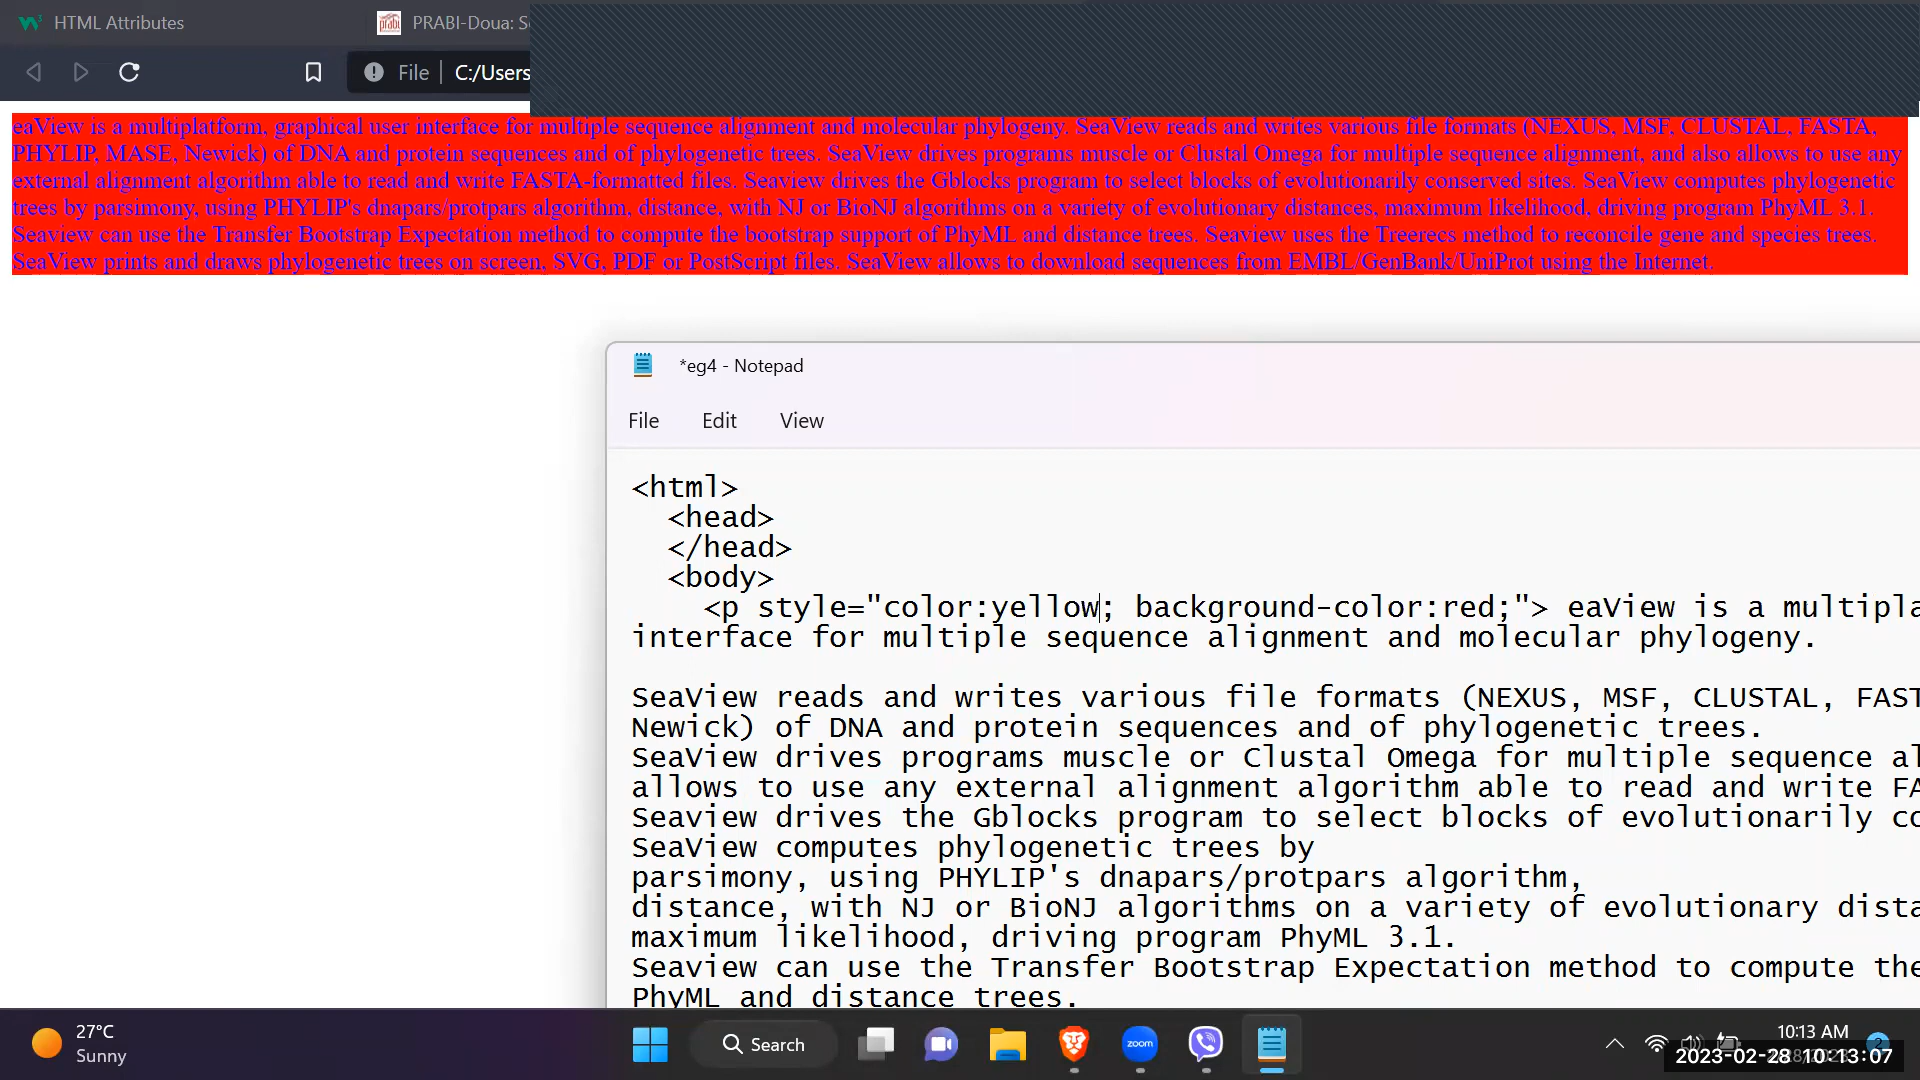 HTML Attributes
PRABI-Doua: S
File C:/Users
eaView is a multiplatform, graphical user interface for multiple sequence alignment and molecular phylogeny. SeaView reads and writes various file formats (NEXUS, MSF, CLUSTAL, FASTA,
PHYLIP, MASE, Newick) of DNA and protein sequences and of phylogenetic trees. SeaView drives programs muscle or Clustal Omega for multiple sequence alignment, and also allows to use any
external alignment algorithm able to read and write FASTA-formatted files. Seaview drives the Gblocks program to select blocks of evolutionarily conserved sites. SeaView computes phylogenetic
trees by parsimony, using PHYLIP's dnapars/protpars algorithm, distance, with NJ or BioNJ algorithms on a variety of evolutionary distances, maximum likelihood, driving program PhyML 3.1.
Seaview can use the Transfer Bootstrap Expectation method to compute the bootstrap support of PhyML and distance trees. Seaview uses the Treerecs method to reconcile gene and species trees.
SeaView prints and draws phylogenetic trees on screen, SVG, PDF or PostScript files. SeaView allows to download sequences from EMBL/GenBank/UniProt using the Internet.
*eg4 - Notepad
File Edit View
<html>
<head>
</head>
<body>
<p style="color:yellow; background-color:red;"> eaView is a multipla
interface for multiple sequence alignment and molecular phylogeny.
SeaView reads and writes various file formats (NEXUS, MSF, CLUSTAL, FAST
Newick) of DNA and protein sequences and of phylogenetic trees.
SeaView drives programs muscle or Clustal Omega for multiple sequence al
allows to use any external alignment algorithm able to read and write FA
Seaview drives the Gblocks program to select blocks of evolutionarily co
SeaView computes phylogenetic trees by
parsimony, using PHYLIP's dnapars/protpars algorithm,
distance, with NJ or BioNJ algorithms on a variety of evolutionary dista
maximum likelihood, driving program PhyML 3.1.
Seaview can use the Transfer Bootstrap Expectation method to compute the
PhyML and distance trees.
27°C
Sunny
Search
zoom
10:13 AM
2
2023-02-28 10:13:07